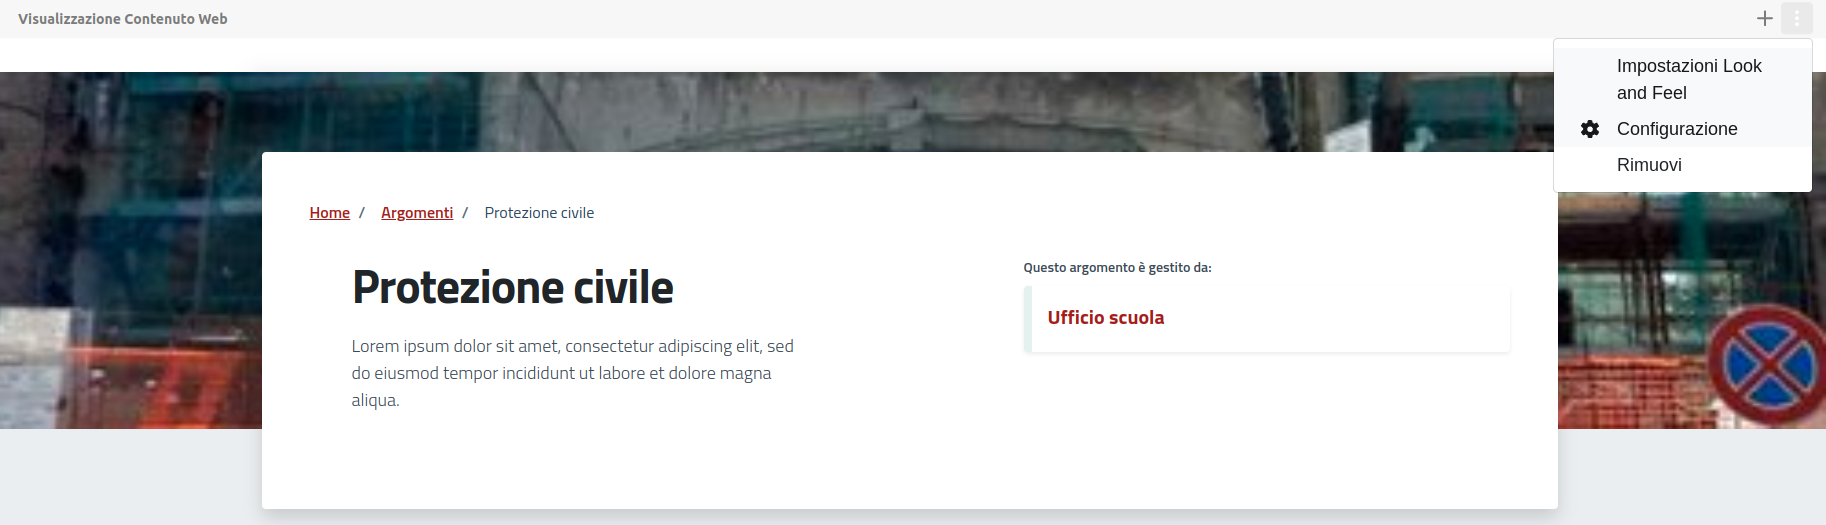 Visualizzazione Contenuto Web
Impostazioni Look
and Feel
Configurazione
Rimuovi
Home / Argomenti / Protezione civile
Protezione civile
Lorem ipsum dolor sit amet, consectetur adipiscing elit, sed
do eiusmod tempor incididunt ut labore et dolore magna
aliqua.
Questo argomento è gestito da:
Ufficio scuola